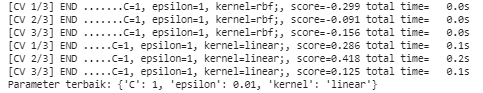 [CV 1/3] END .......C=1, epsilon=1, kernel=rbf;, score=-0.299 total time=   0.0s
[CV 2/3] END .......C=1, epsilon=1, kernel=rbf;, score=-0.091 total time=   0.0s
[CV 3/3] END .......C=1, epsilon=1, kernel=rbf;, score=-0.156 total time=   0.0s
[CV 1/3] END .....C=1, epsilon=1, kernel=linear;, score=0.286 total time=   0.1s
[CV 2/3] END .....C=1, epsilon=1, kernel=linear;, score=0.418 total time=   0.2s
[CV 3/3] END .....C=1, epsilon=1, kernel=linear;, score=0.125 total time=   0.1s
Parameter terbaik: {'C': 1, 'epsilon': 0.01, 'kernel': 'linear'}